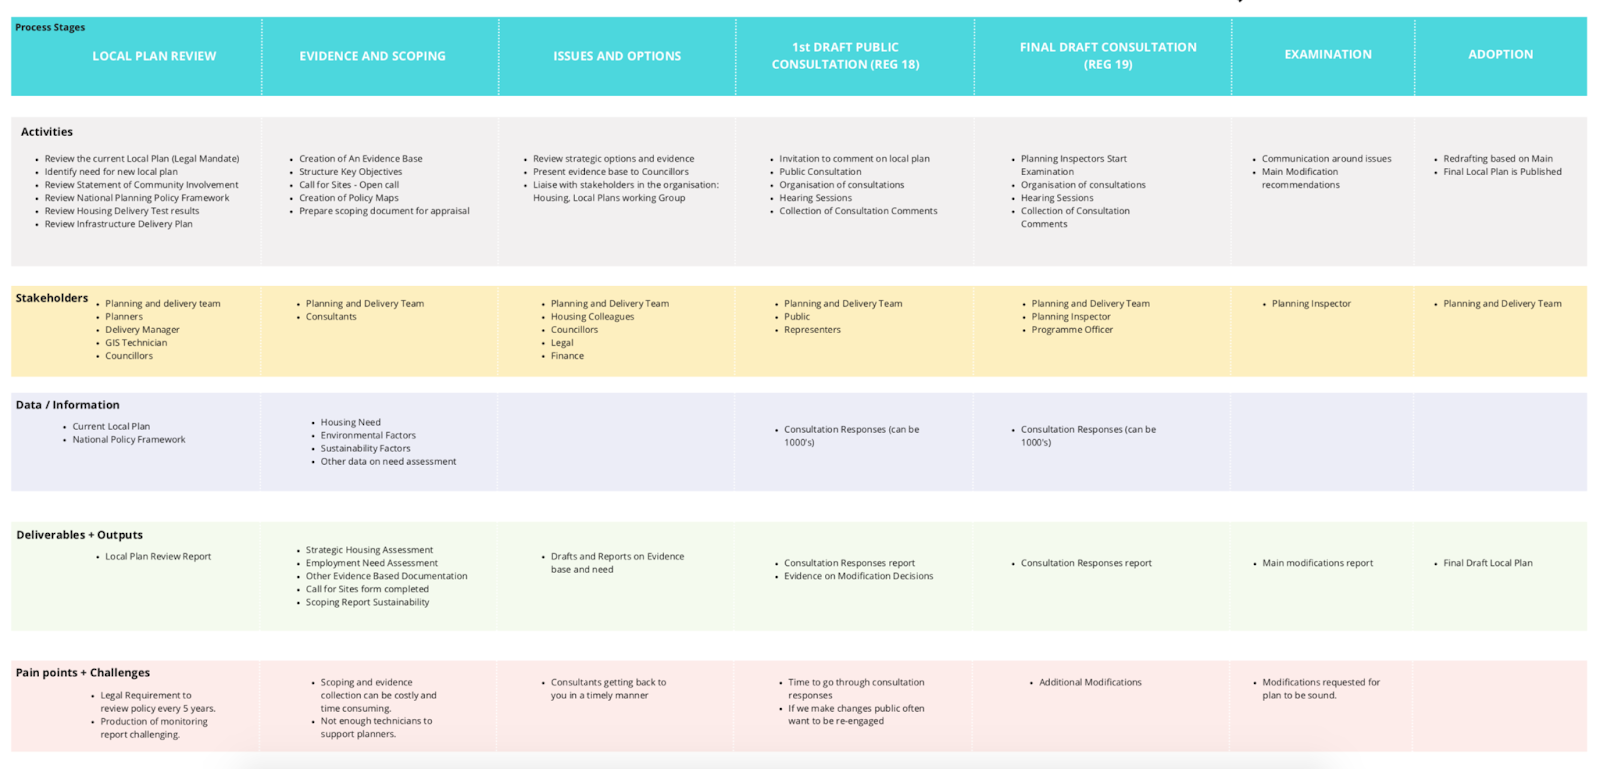 Process Stages
LOCAL PLAN REVIEW
EVIDENCE AND SCOPING
ISSUES AND OPTIONS
1st DRAFT PUBLIC
CONSULTATION (REG 18)
FINAL DRAFT CONSULTATION
(REG 19)
EXAMINATION
ADOPTION
Activities
• Review the current Local Plan (Legal Mandate)
• Identify need for new local plan
• Review Statement of Community Involvement
• Review National Planning Policy Framework
• Review Housing Delivery Test results
• Review Infrastructure Delivery Plan
• Creation of An Evidence Base
• Structure Key Objectives
• Call for Sites - Open call
• Creation of Policy Maps
• Prepare scoping document for appraisal
• Review strategic options and evidence
• Present evidence base to Councillors
• Liaise with stakeholders in the organisation:
Housing, Local Plans working Group
• Invitation to comment on local plan
• Public Consultation
• Organisation of consultations
• Hearing Sessions
• Collection of Consultation Comments
• Planning Inspectors Start
Examination
• Organisation of consultations
• Hearing Sessions
• Collection of Consultation
Comments
• Communication around issues
• Main Modification
recommendations
• Redrafting based on Main
• Final Local Plan is Published
Stakeholders
• Planning and delivery team
• Planners
• Delivery Manager
• GIS Technician
• Councillors
• Planning and Delivery Team
• Consultants
• Planning and Delivery Team
• Housing Colleagues
• Councillors
• Legal
• Finance
• Planning and Delivery Team
• Public
• Representers
• Planning and Delivery Team
• Planning Inspector
• Programme Officer
• Planning Inspector
• Planning and Delivery Team
Data / Information
• Current Local Plan
• National Policy Framework
• Housing Need
• Environmental Factors
• Sustainability Factors
• Other data on need assessment
• Consultation Responses (can be
1000's)
• Consultation Responses (can be
1000's)
Deliverables + Outputs
• Local Plan Review Report
• Strategic Housing Assessment
• Employment Need Assessment
• Other Evidence Based Documentation
• Call for Sites form completed
• Scoping Report Sustainability
• Drafts and Reports on Evidence
base and need
• Consultation Responses report
• Evidence on Modification Decisions
• Consultation Responses report
• Main modifications report
• Final Draft Local Plan
Pain points + Challenges
• Legal Requirement to
review policy every 5 years.
• Production of monitoring
report challenging.
• Scoping and evidence
collection can be costly and
time consuming.
• Not enough technicians to
support planners.
• Consultants getting back to
you in a timely manner
• Time to go through consultation
responses
• If we make changes public often
want to be re-engaged
• Additional Modifications
• Modifications requested for
plan to be sound.